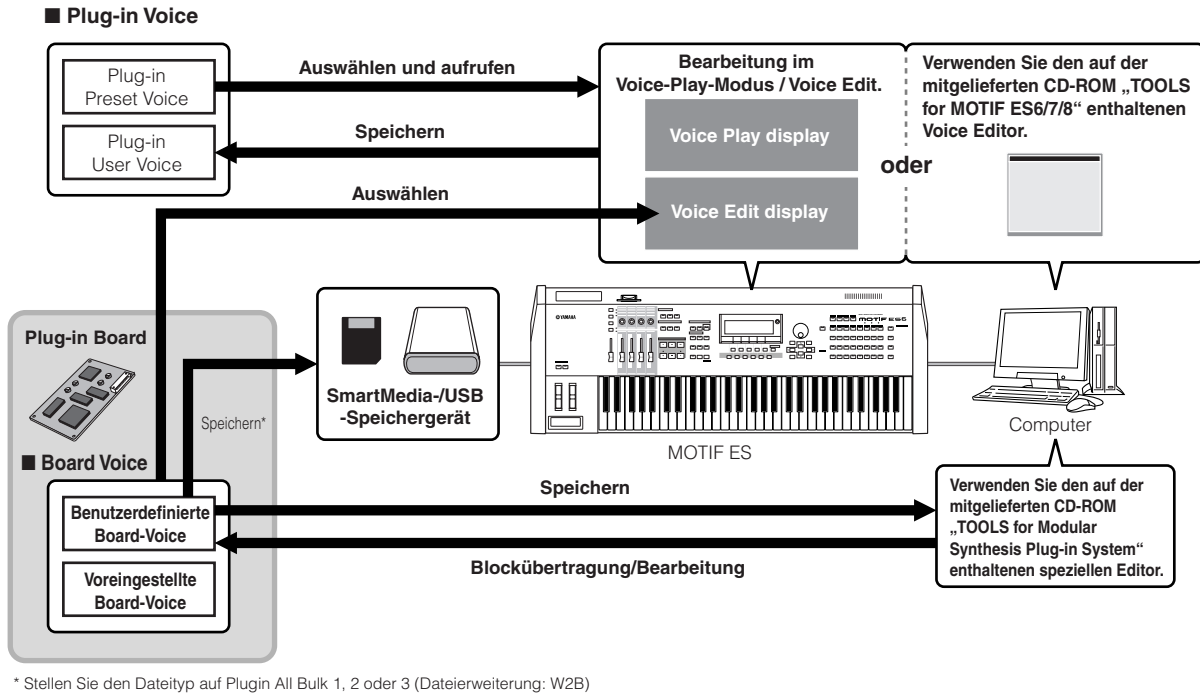 ■ Plug-in Voice
Plug-in
Preset Voice
Plug-in
User Voice
Auswählen und aufrufen
Speichern
Auswählen
Bearbeitung im
Voice-Play-Modus / Voice Edit.
Voice Play display
Voice Edit display
oder
Verwenden Sie den auf der
mitgelieferten CD-ROM „TOOLS
for MOTIF ES6/7/8“ enthaltenen
Voice Editor.
Plug-in Board
Speichern*
SmartMedia-/USB
-Speichergerät
YAMAHA
MOTIF ES6
MOTIF ES
Computer
■ Board Voice
Benutzerdefinierte
Board-Voice
Voreingestellte
Board-Voice
Speichern
Blockübertragung/Bearbeitung
Verwenden Sie den auf der
mitgelieferten CD-ROM
„TOOLS for Modular
Synthesis Plug-in System“
enthaltenen speziellen Editor.
* Stellen Sie den Dateityp auf Plugin All Bulk 1, 2 oder 3 (Dateierweiterung: W2B)